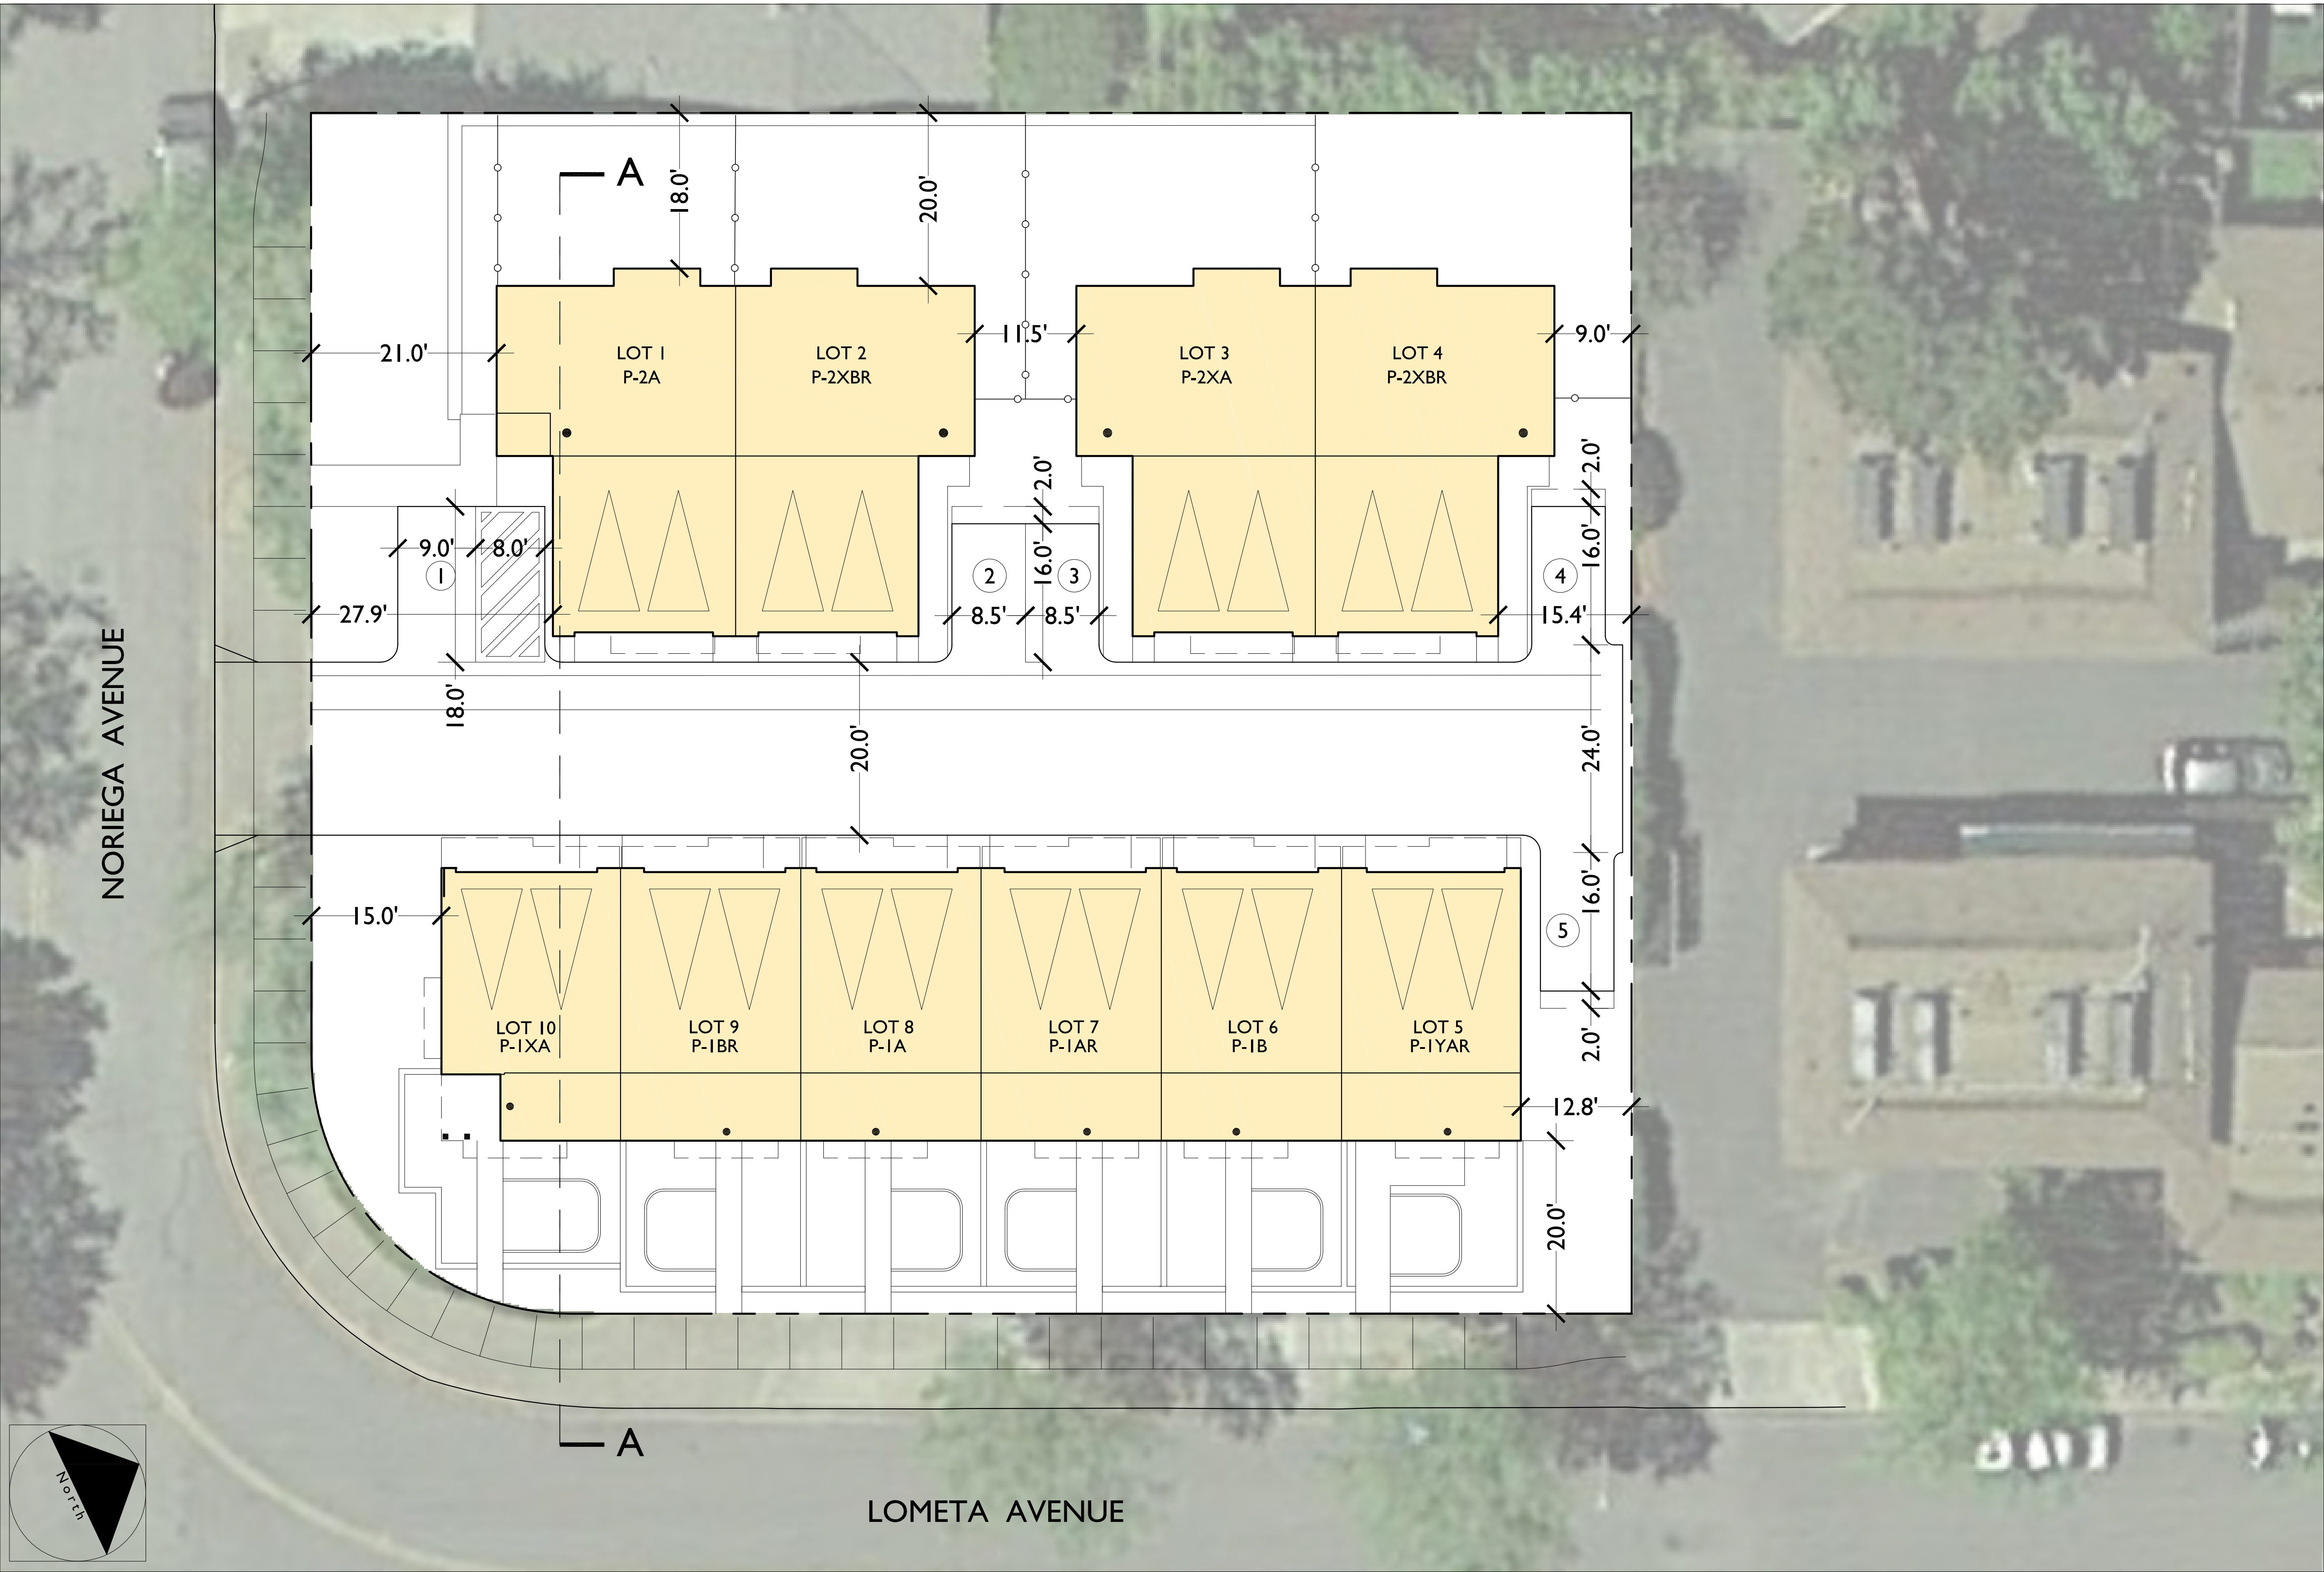 A
18.0'
20.0'
21.0'
LOT 1
P-2A
LOT 2
P-2XBR
11.5'
LOT 3
P-2XA
LOT 4
P-2XBR
9.0'
2.0'
2.0'
9.0'
8.0'
1
16.0'
2
3
16.0'
4
27.9'
8.5'
8.5'
15.4'
18.0'
20.0'
24.0'
NORIEGA AVENUE
15.0'
16.0'
5
LOT 10
P-1XA
LOT 9
P-1BR
LOT 8
P-1A
LOT 7
P-1AR
LOT 6
P-1B
LOT 5
P-1YAR
2.0'
12.8'
20.0'
A
North
LOMETA AVENUE